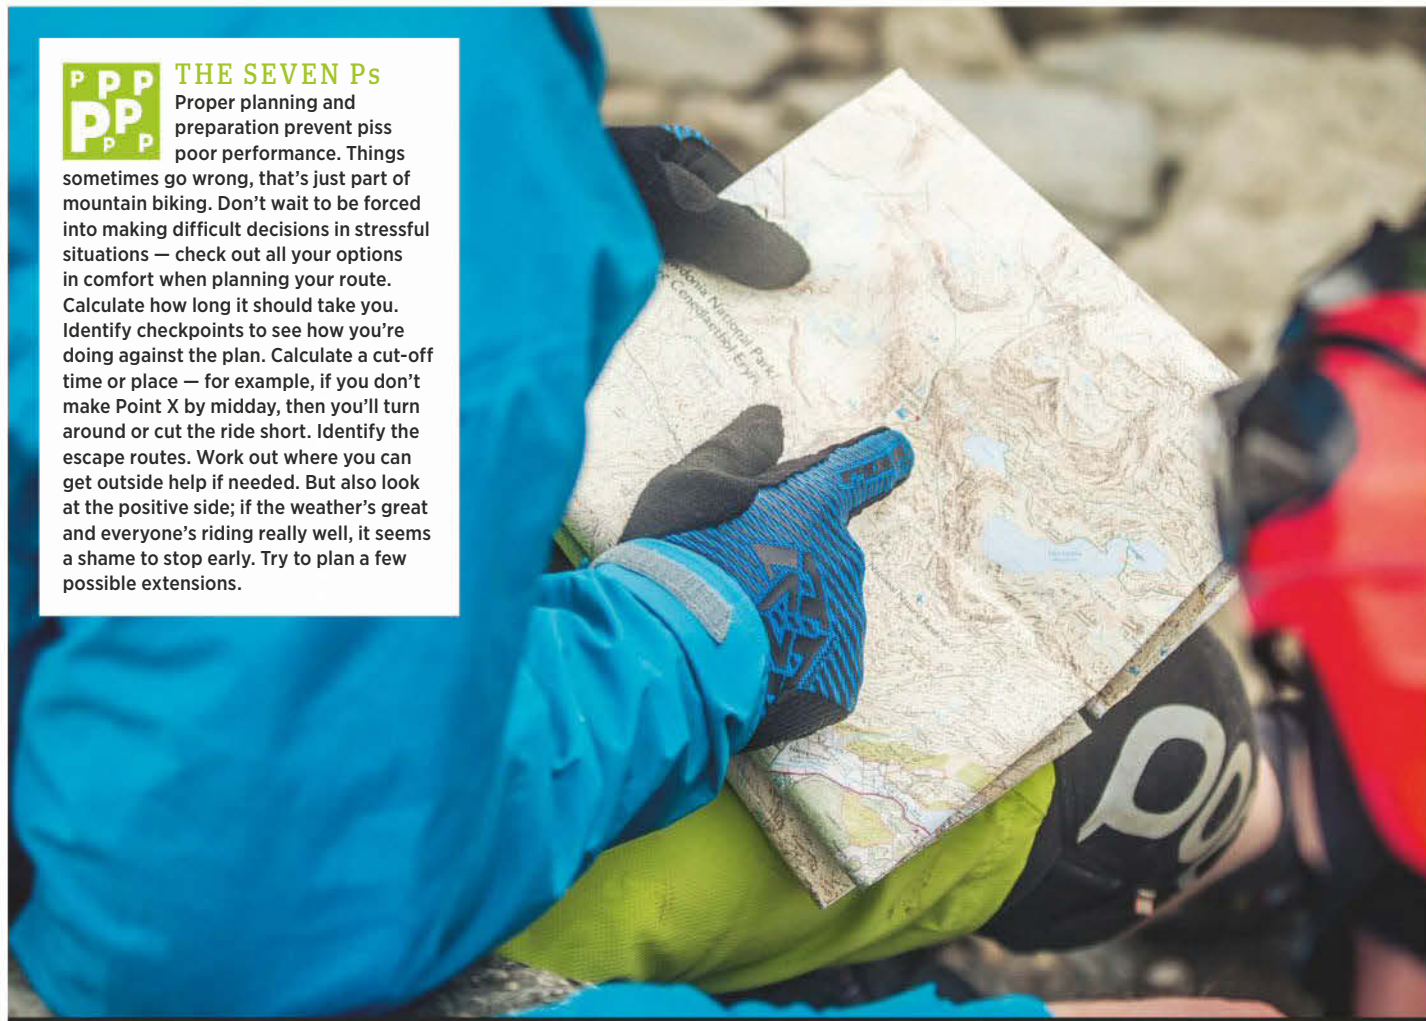 THE SEVEN Ps
Proper planning and
preparation prevent piss
poor performance. Things
sometimes go wrong, that’s just part of
mountain biking. Don’t wait to be forced
into making difficult decisions in stressful
situations — check out all your options
in comfort when planning your route.
Calculate how long it should take you.
Identify checkpoints to see how you’re
doing against the plan. Calculate a cut-off
time or place — for example, if you don’t
make Point X by midday, then you’ll turn
around or cut the ride short. Identify the
escape routes. Work out where you can
get outside help if needed. But also look
at the positive side; if the weather’s great
and everyone’s riding really well, it seems
a shame to stop early. Try to plan a few
possible extensions.
P P P
P P
P P
National Park/